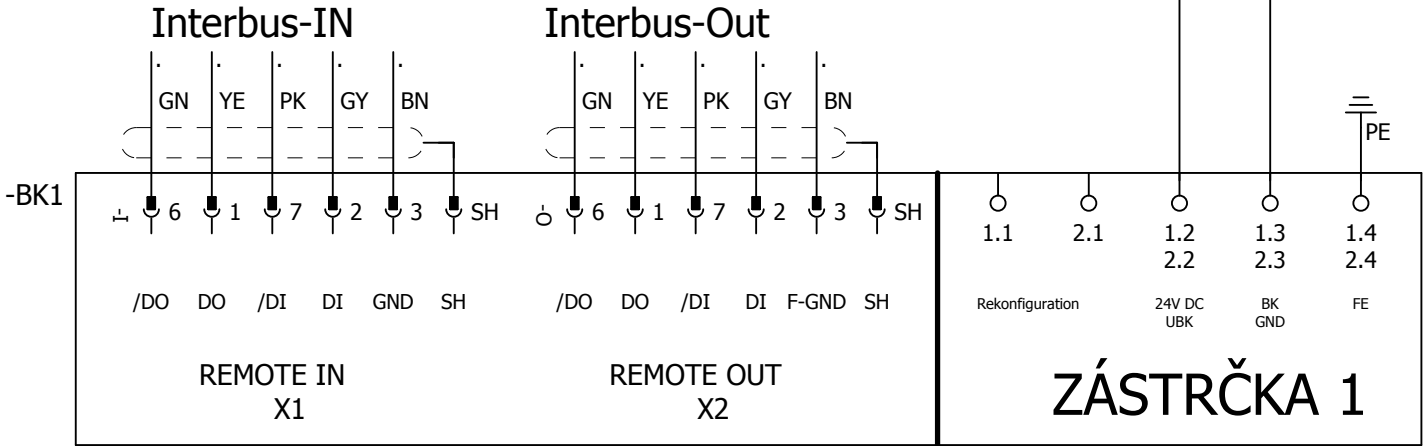 Interbus-IN Interbus-Out
. . . . . . . . . .
GN YE PK GY BN GN YE PK GY BN
PE
-BK1
I- 6 1 7 2 3 SH O- 6 1 7 2 3 SH
1.1 2.1 1.2 1.3 1.4
2.2 2.3 2.4
/DO DO /DI DI GND SH /DO DO /DI DI F-GND SH
Rekonfiguration 24V DC BK FE
UBK GND
REMOTE IN REMOTE OUT
X1 X2
ZÁSTRČKA 1